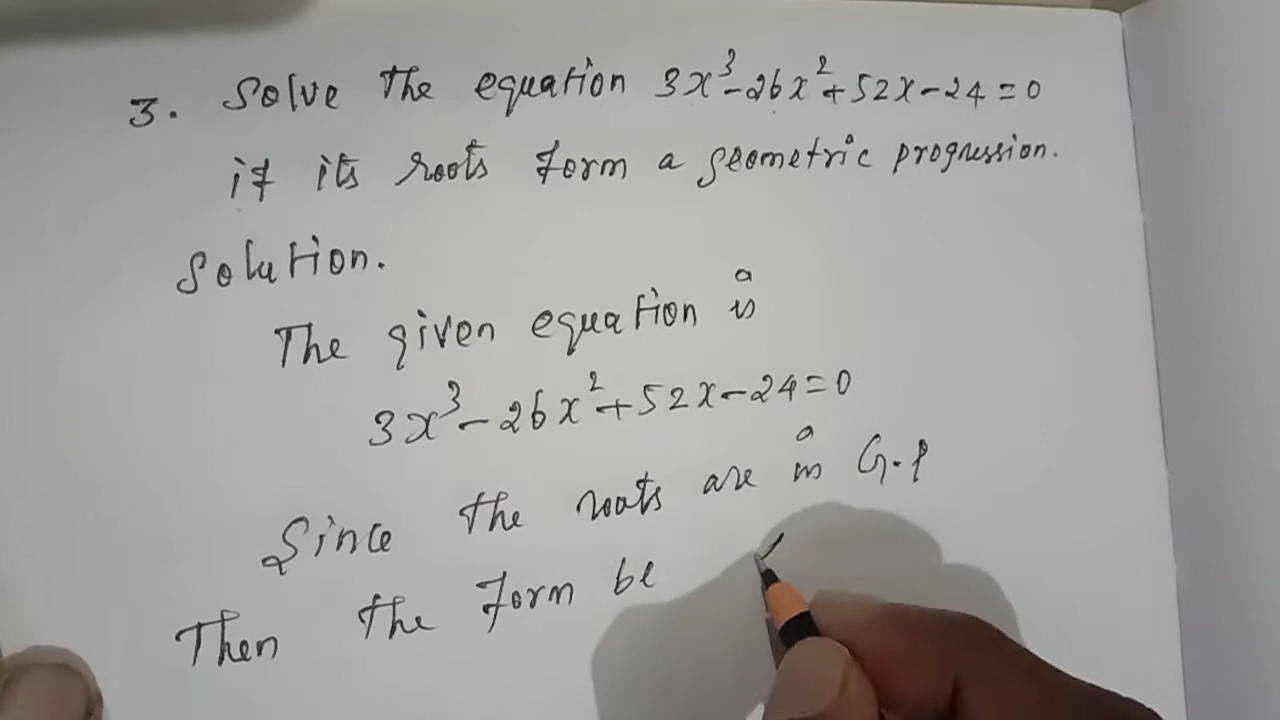 3. Solve the equation 3x³-26x²+52x-24=0
if its roots form a geometric progression.
Solution.
The given equation is
3x³-26x²+52x-24=0
Since the roots are in G.P
Then the form be